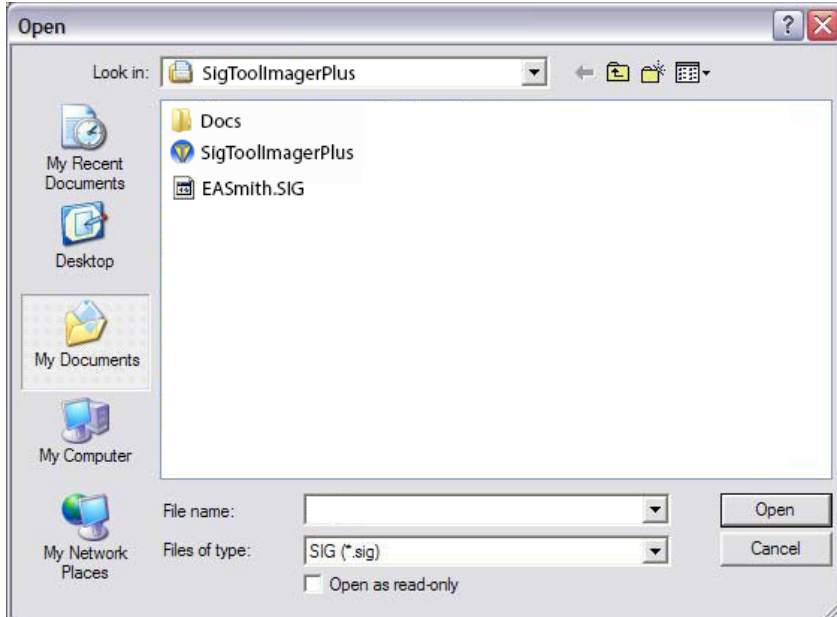 Open
?
Look in:
SigToolImagerPlus
My Recent
Documents
Desktop
My Documents
My Computer
My Network
Places
Docs
SigToolImagerPlus
EASmith.SIG
File name:
Open
Files of type:
SIG (*.sig)
Cancel
Open as read-only